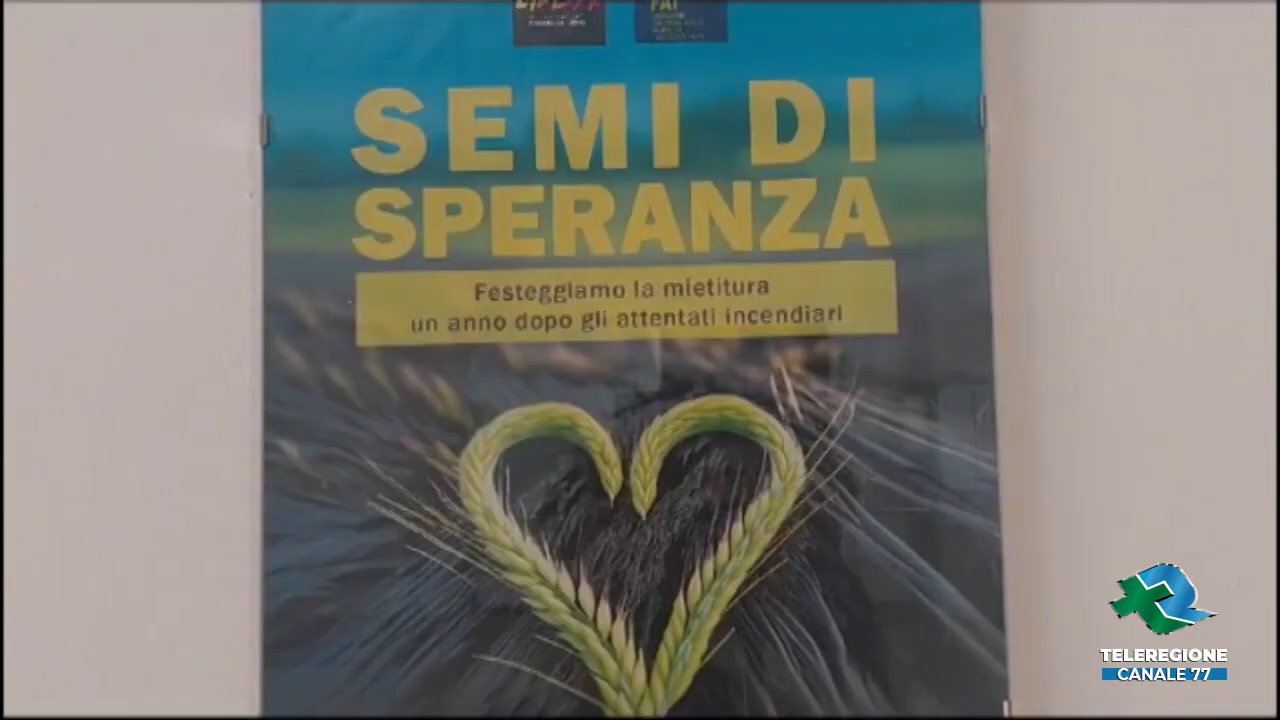 FAI
SEMI DI
SPERANZA
Festeggiamo la mietitura
un anno dopo gli attentati incendiari
TELEREGIONE
CANALE 77